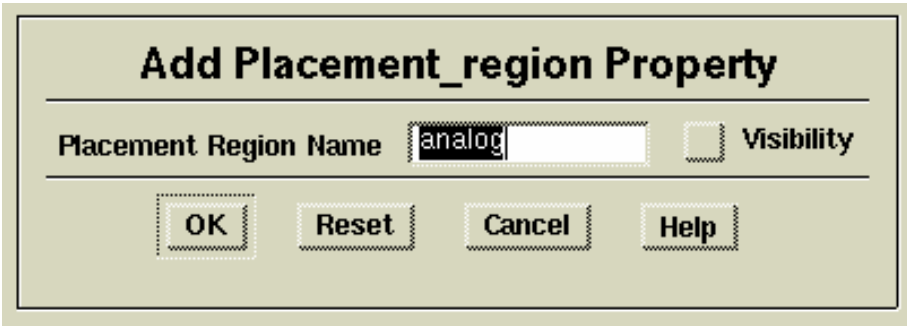 Add Placement_region Property
Placement Region Name analog Visibility
OK Reset Cancel Help